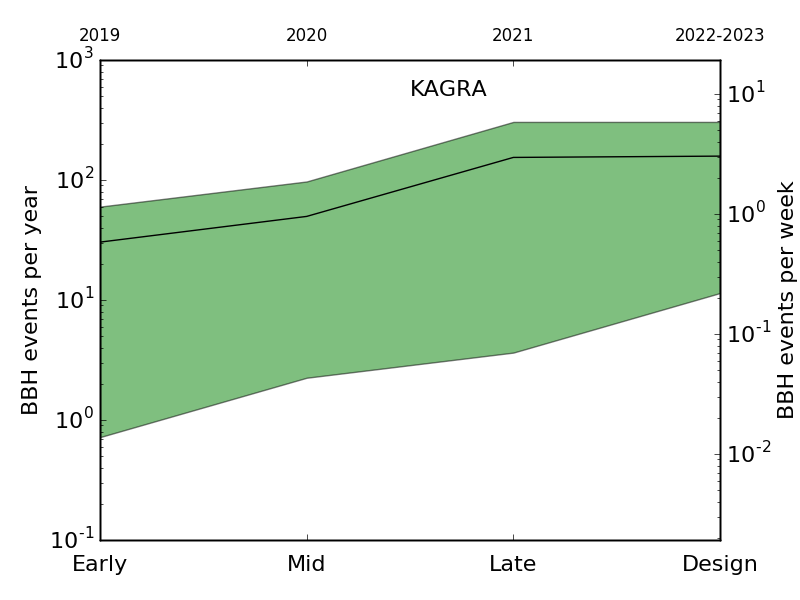 2019 2020 2021 2022-2023
KAGRA
BBH events per year
10^3
10^2
10^1
10^0
10^-1
10^1
10^0
10^-1
10^-2
BBH events per week
Early Mid Late Design